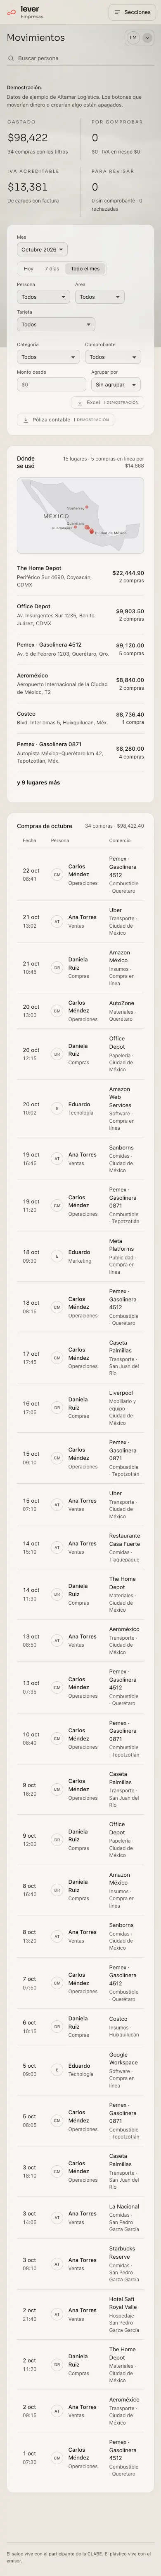 lever
Empresas
Secciones
Movimientos
LM
Buscar persona
Demostración.
Datos de ejemplo de Altamar Logística. Los botones que
moverían dinero o crearían algo están apagados.
GASTADO
$98,422
34 compras con los filtros
POR COMPROBAR
0
$0 · IVA en riesgo $0
IVA ACREDITABLE
$13,381
De cargos con factura
PARA REVISAR
0
0 sin comprobante · 0
rechazadas
Mes
Octubre 2026
Hoy
7 días
Todo el mes
Persona
Todos
Área
Todos
Tarjeta
Todos
Categoría
Todos
Comprobante
Todos
Monto desde
$0
Agrupar por
Sin agrupar
Excel | DEMOSTRACIÓN
Póliza contable | DEMOSTRACIÓN
Dónde
se usó
15 lugares · 5 compras en línea por
$14,868
MÉXICO
Monterrey
Querétaro
Guadalajara
Ciudad de México
The Home Depot
Periférico Sur 4690, Coyoacán,
CDMX
$22,444.90
2 compras
Office Depot
Av. Insurgentes Sur 1235, Benito
Juárez, CDMX
$9,903.50
2 compras
Pemex · Gasolinera 4512
Av. 5 de Febrero 1203, Querétaro, Qro.
$9,120.00
5 compras
Aeroméxico
Aeropuerto Internacional de la Ciudad
de México, T2
$8,840.00
2 compras
Costco
Blvd. Interlomas 5, Huixquilucan, Méx.
$8,736.40
1 compra
Pemex · Gasolinera 0871
Autopista México-Querétaro km 42,
Tepotzotlán, Méx.
$8,280.00
4 compras
y 9 lugares más
Compras de octubre
34 compras · $98,422.40
Fecha
Persona
Comercio
22 oct
08:41
CM
Carlos
Méndez
Operaciones
Pemex ·
Gasolinera
4512
Combustible
· Querétaro
21 oct
13:02
AT
Ana Torres
Ventas
Uber
Transporte ·
Ciudad de
México
21 oct
10:45
DR
Daniela
Ruiz
Compras
Amazon
México
Insumos ·
Compra en
línea
20 oct
13:00
CM
Carlos
Méndez
Operaciones
AutoZone
Materiales ·
Querétaro
20 oct
12:15
DR
Daniela
Ruiz
Compras
Office
Depot
Papelería ·
Ciudad de
México
20 oct
10:02
E
Eduardo
Tecnología
Amazon
Web
Services
Software ·
Compra en
línea
19 oct
16:45
AT
Ana Torres
Ventas
Sanborns
Comidas ·
Ciudad de
México
19 oct
11:20
CM
Carlos
Méndez
Operaciones
Pemex ·
Gasolinera
0871
Combustible
· Tepotzotlán
18 oct
09:30
E
Eduardo
Marketing
Meta
Platforms
Publicidad ·
Compra en
línea
18 oct
08:15
CM
Carlos
Méndez
Operaciones
Pemex ·
Gasolinera
4512
Combustible
· Querétaro
17 oct
17:45
CM
Carlos
Méndez
Operaciones
Caseta
Palmillas
Transporte ·
San Juan del
Río
16 oct
17:05
DR
Daniela
Ruiz
Compras
Liverpool
Mobiliario y
equipo ·
Ciudad de
México
15 oct
09:10
CM
Carlos
Méndez
Operaciones
Pemex ·
Gasolinera
0871
Combustible
· Tepotzotlán
15 oct
07:10
AT
Ana Torres
Ventas
Uber
Transporte ·
Ciudad de
México
14 oct
15:10
AT
Ana Torres
Ventas
Restaurante
Casa Fuerte
Comidas ·
Tlaquepaque
14 oct
11:30
DR
Daniela
Ruiz
Compras
The Home
Depot
Materiales ·
Ciudad de
México
13 oct
08:50
AT
Ana Torres
Ventas
Aeroméxico
Transporte ·
Ciudad de
México
13 oct
07:35
CM
Carlos
Méndez
Operaciones
Pemex ·
Gasolinera
4512
Combustible
· Querétaro
10 oct
08:40
CM
Carlos
Méndez
Operaciones
Pemex ·
Gasolinera
0871
Combustible
· Tepotzotlán
9 oct
16:20
CM
Carlos
Méndez
Operaciones
Caseta
Palmillas
Transporte ·
San Juan del
Río
9 oct
12:00
DR
Daniela
Ruiz
Compras
Office
Depot
Papelería ·
Ciudad de
México
8 oct
16:40
DR
Daniela
Ruiz
Compras
Amazon
México
Insumos ·
Compra en
línea
8 oct
13:20
AT
Ana Torres
Ventas
Sanborns
Comidas ·
Ciudad de
México
7 oct
07:50
CM
Carlos
Méndez
Operaciones
Pemex ·
Gasolinera
4512
Combustible
· Querétaro
6 oct
10:15
DR
Daniela
Ruiz
Compras
Costco
Insumos ·
Huixquilucan
5 oct
09:00
E
Eduardo
Tecnología
Google
Workspace
Software ·
Compra en
línea
5 oct
08:05
CM
Carlos
Méndez
Operaciones
Pemex ·
Gasolinera
0871
Combustible
· Tepotzotlán
3 oct
18:10
CM
Carlos
Méndez
Operaciones
Caseta
Palmillas
Transporte ·
San Juan del
Río
3 oct
14:05
AT
Ana Torres
Ventas
La Nacional
Comidas ·
San Pedro
Garza García
3 oct
08:10
AT
Ana Torres
Ventas
Starbucks
Reserve
Comidas ·
San Pedro
Garza García
2 oct
21:40
AT
Ana Torres
Ventas
Hotel Safi
Royal Valle
Hospedaje ·
San Pedro
Garza García
2 oct
11:20
DR
Daniela
Ruiz
Compras
The Home
Depot
Materiales ·
Ciudad de
México
2 oct
09:15
AT
Ana Torres
Ventas
Aeroméxico
Transporte ·
Ciudad de
México
1 oct
07:30
CM
Carlos
Méndez
Operaciones
Pemex ·
Gasolinera
4512
Combustible
· Querétaro
El saldo vive con el participante de la CLABE. El plástico vive con el
emisor.